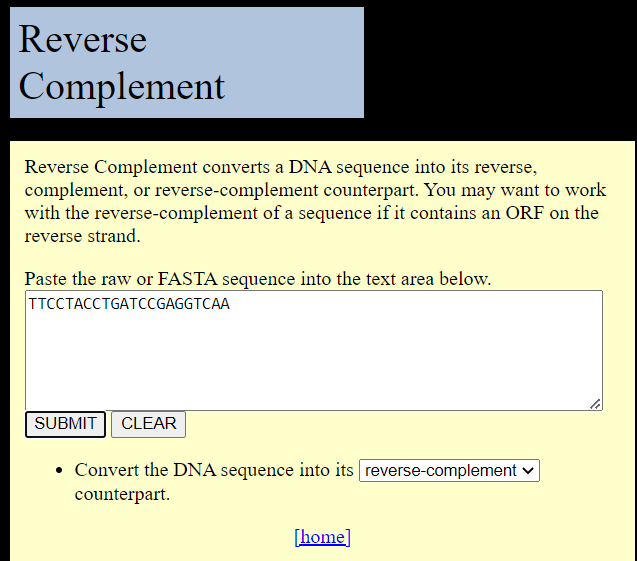 Reverse
Complement
Reverse Complement converts a DNA sequence into its reverse,
complement, or reverse-complement counterpart. You may want to work
with the reverse-complement of a sequence if it contains an ORF on the
reverse strand.
Paste the raw or FASTA sequence into the text area below.
TTCCTACCTGATCCGAGGTCAA
SUBMIT CLEAR
• Convert the DNA sequence into its reverse-complement
counterpart.
[home]